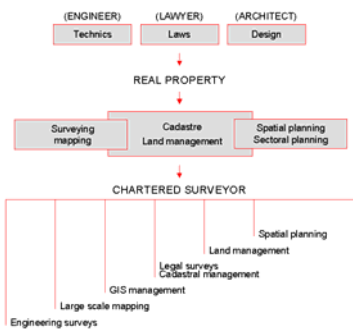 (ENGINEER) (LAWYER) (ARCHITECT)
Technics Laws Design
REAL PROPERTY
Surveying
mapping
Cadastre
Land management
Spatial planning
Sectoral planning
CHARTERED SURVEYOR
Spatial planning
Land management
Legal surveys
Cadastral management
GIS management
Large scale mapping
Engineering surveys